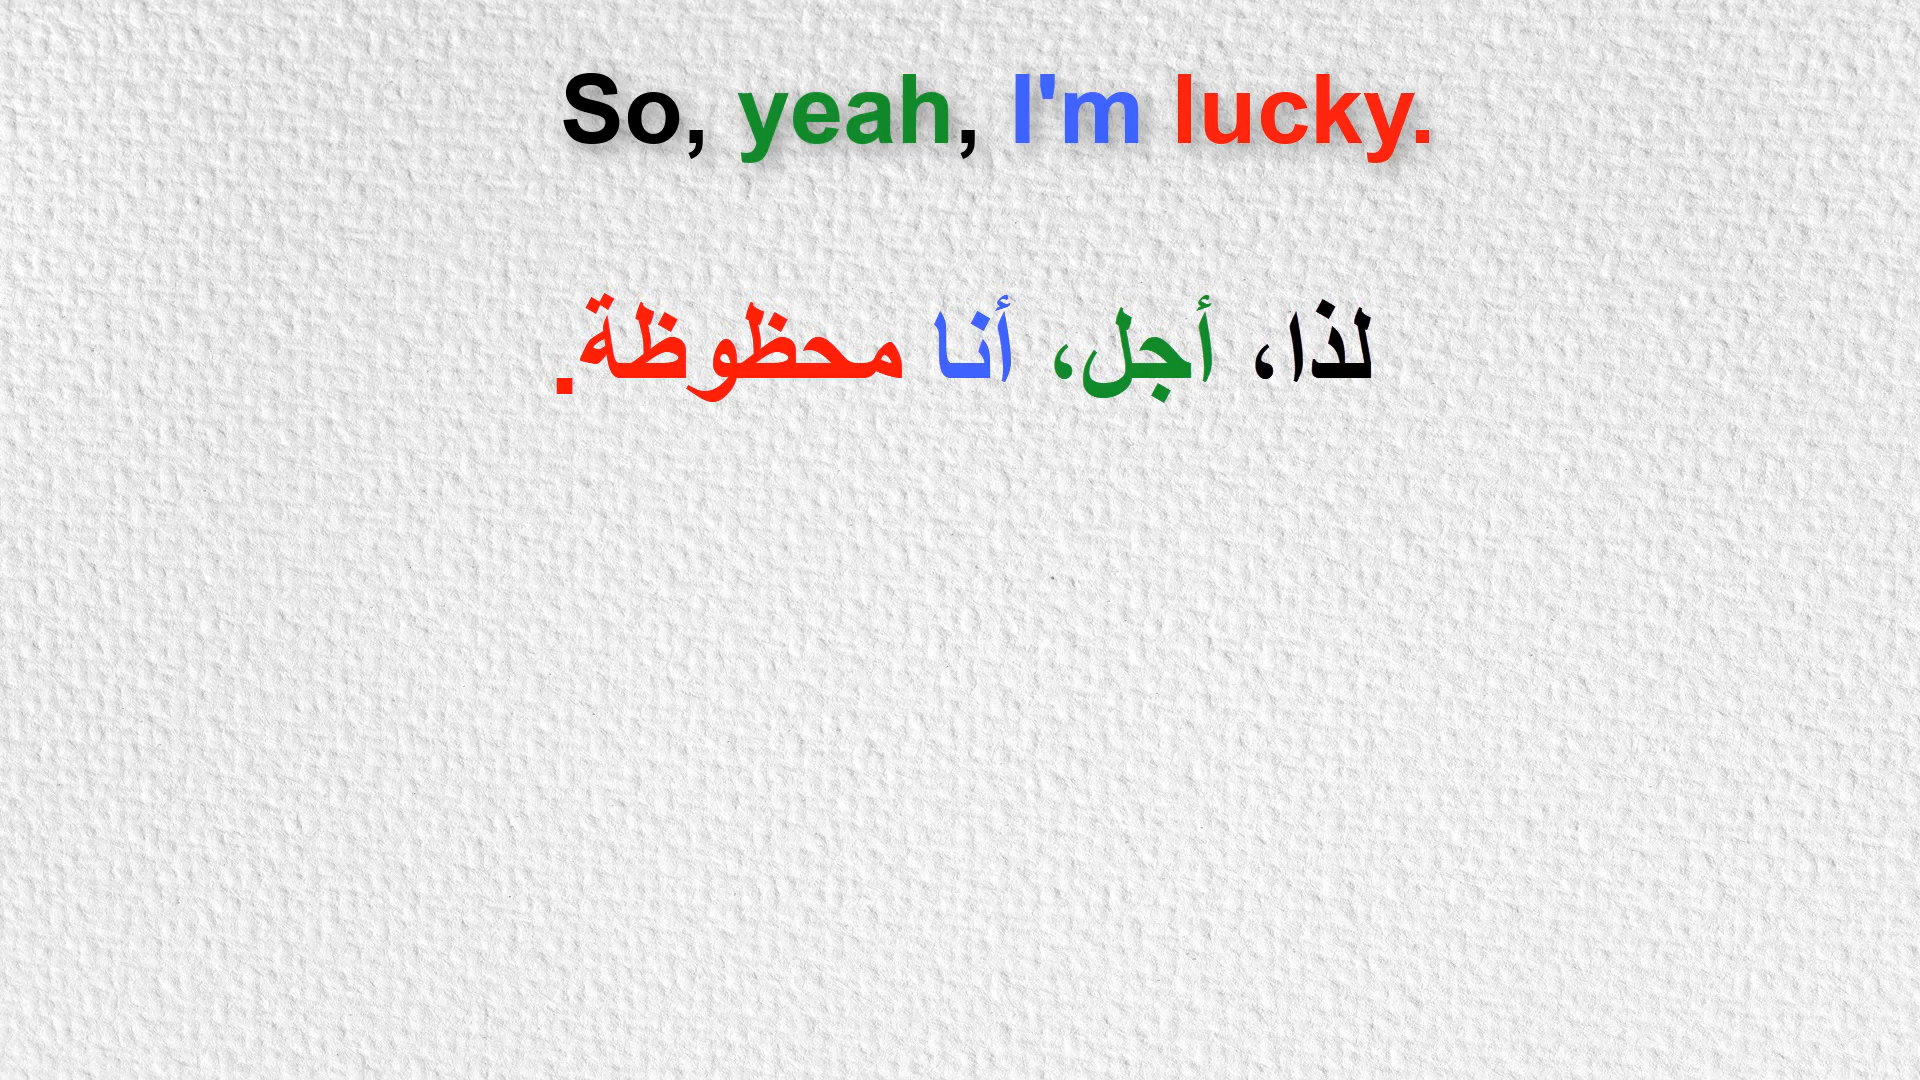 So, yeah, I'm lucky.
لذا، أجل، أنا محظوظة.